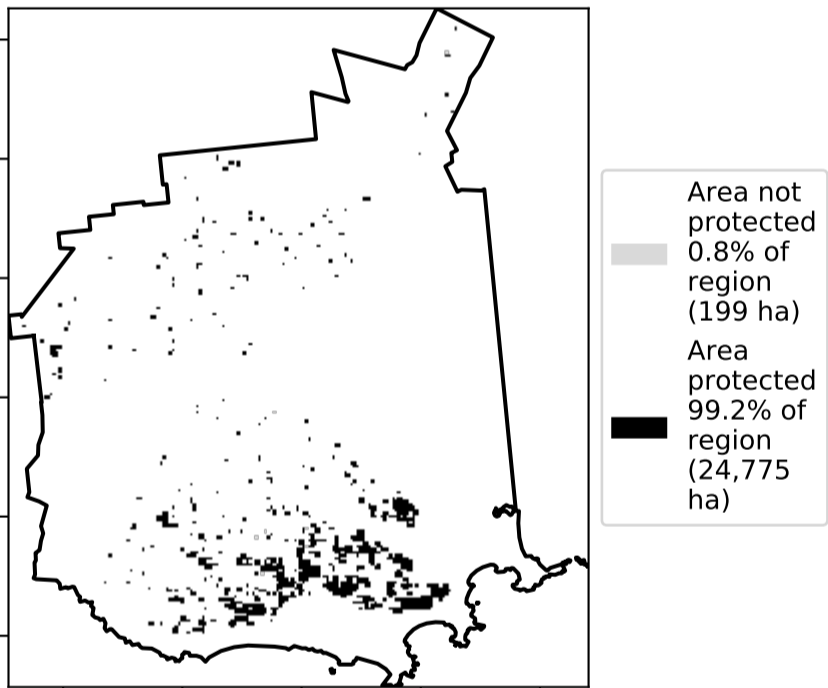 Area not
protected
0.8% of
region
(199 ha)
Area
protected
99.2% of
region
(24,775
ha)